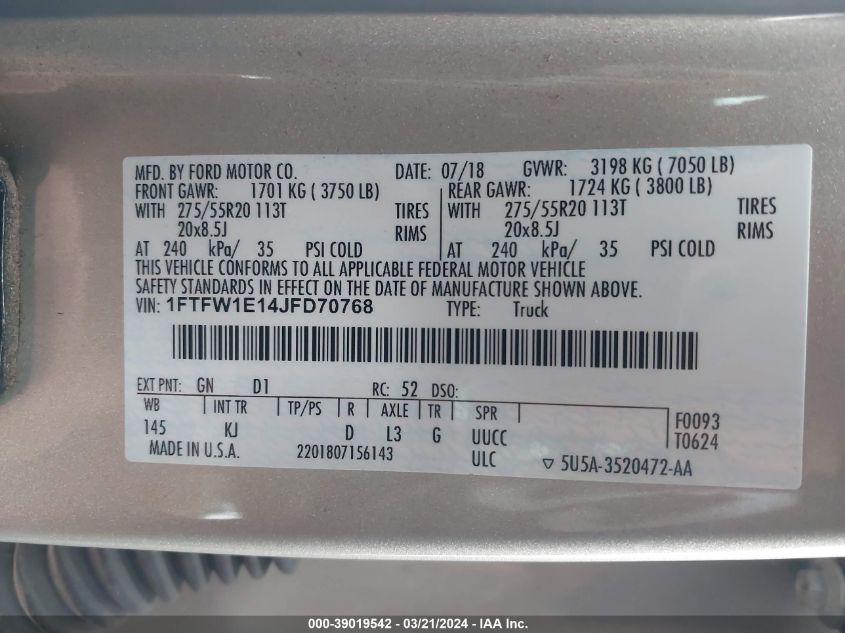 MFD. BY FORD MOTOR CO. DATE: 07/18 GVWR: 3198 KG ( 7050 LB)
FRONT GAWR: 1701 KG ( 3750 LB) REAR GAWR: 1724 KG ( 3800 LB)
WITH 275/55R20 113T TIRES WITH 275/55R20 113T TIRES
20x8.5J RIMS 20x8.5J RIMS
AT 240 kPa/ 35 PSI COLD AT 240 kPa/ 35 PSI COLD
THIS VEHICLE CONFORMS TO ALL APPLICABLE FEDERAL MOTOR VEHICLE
SAFETY STANDARDS IN EFFECT ON THE DATE OF MANUFACTURE SHOWN ABOVE.
VIN: 1FTFW1E14JFD70768 TYPE: Truck
EXT PNT: GN D1 RC: 52 DSO:
WB INT TR TP/PS R AXLE TR SPR F0093
145 KJ D L3 G UUCC T0624
MADE IN U.S.A. 2201807156143 ULC ▽ 5U5A-3520472-AA
000-39019542 - 03/21/2024 - IAA Inc.